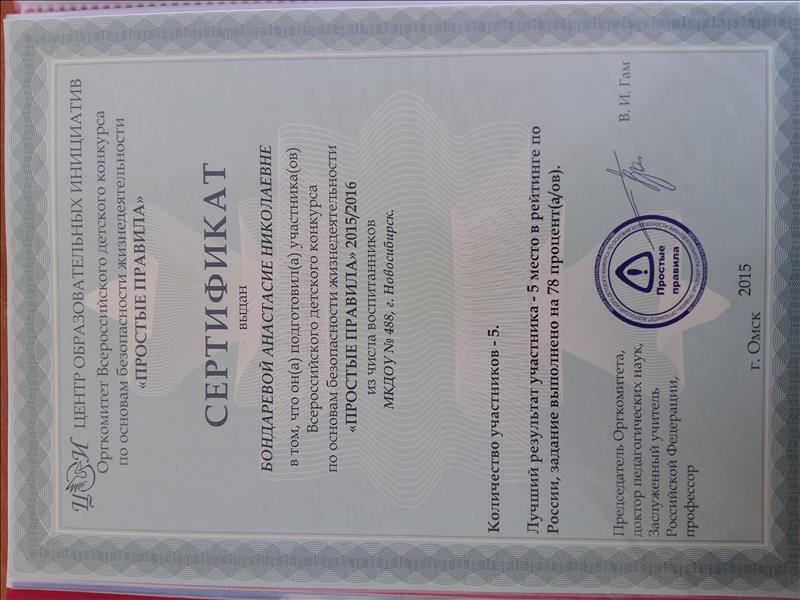 ЦОИ ЦЕНТР ОБРАЗОВАТЕЛЬНЫХ ИНИЦИАТИВ
Оргкомитет Всероссийского детского конкурса
по основам безопасности жизнедеятельности
«ПРОСТЫЕ ПРАВИЛА»
СЕРТИФИКАТ
выдан
БОНДАРЕВОЙ АНАСТАСИЕ НИКОЛАЕВНЕ
в том, что он(а) подготовил(а) участника(ов)
Всероссийского детского конкурса
по основам безопасности жизнедеятельности
«ПРОСТЫЕ ПРАВИЛА» 2015/2016
из числа воспитанников
МКДОУ № 488, г. Новосибирск.
Количество участников - 5.
Лучший результат участника - 5 место в рейтинге по
России, задание выполнено на 78 процент(а/ов).
Председатель Оргкомитета,
доктор педагогических наук,
Заслуженный учитель
Российской Федерации,
профессор
Простые
правила
В. И. Гам
г. Омск 2015